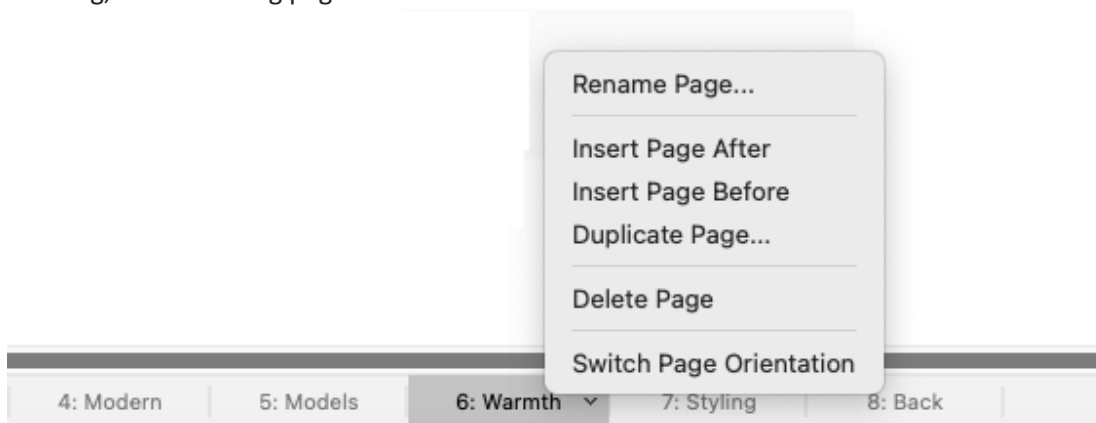 Rename Page...
Insert Page After
Insert Page Before
Duplicate Page...
Delete Page
Switch Page Orientation
4: Modern 5: Models 6: Warmth 7: Styling 8: Back